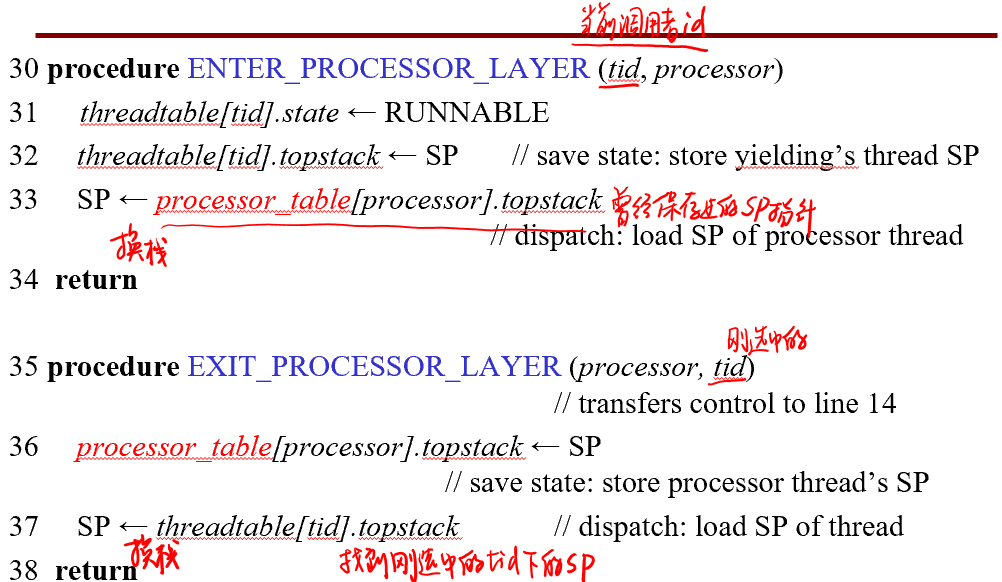 当前调用者id
30 procedure ENTER_PROCESSOR_LAYER (tid, processor)
31 threadtable[tid].state ← RUNNABLE
32 threadtable[tid].topstack ← SP // save state: store yielding’s thread SP
33 SP ← processor_table[processor].topstack 曾经保存过的SP指针
换栈 // dispatch: load SP of processor thread
34 return
刚选中的
35 procedure EXIT_PROCESSOR_LAYER (processor, tid)
// transfers control to line 14
36 processor_table[processor].topstack ← SP
// save state: store processor thread’s SP
37 SP ← threadtable[tid].topstack // dispatch: load SP of thread
换栈 找到刚选中的tid下的SP
38 return